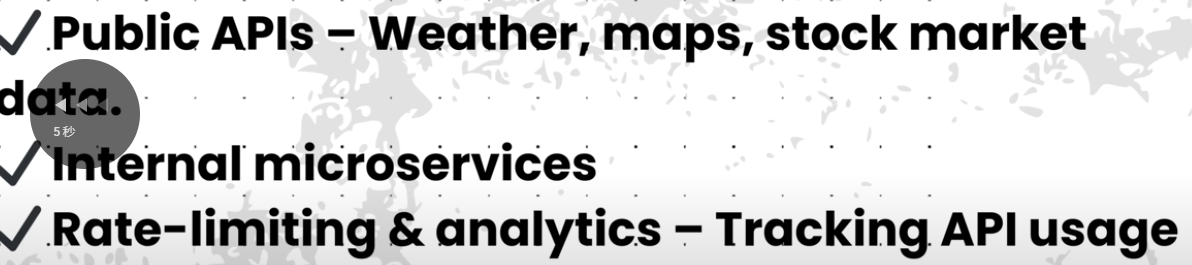 ✓ Public APIs – Weather, maps, stock market
data.
5秒
✓ Internal microservices
✓ Rate-limiting & analytics – Tracking API usage